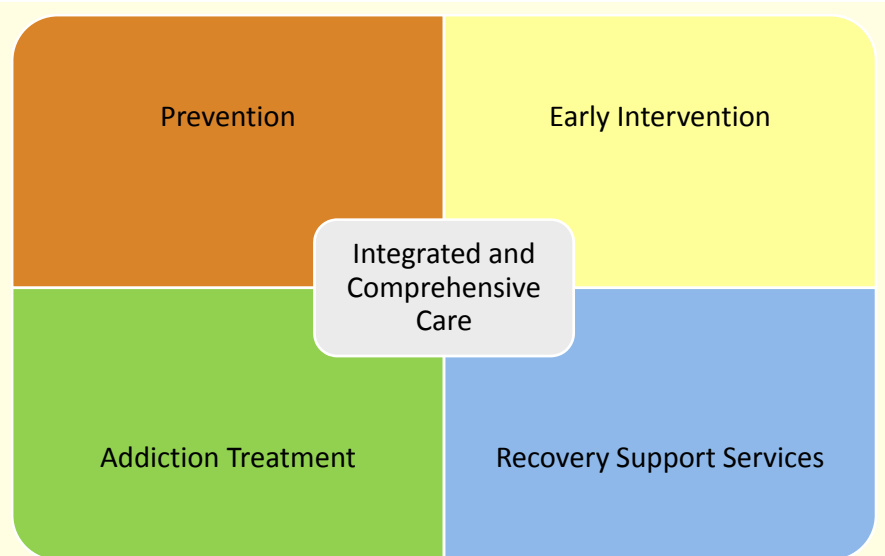 Prevention
Early Intervention
Integrated and
Comprehensive
Care
Addiction Treatment
Recovery Support Services